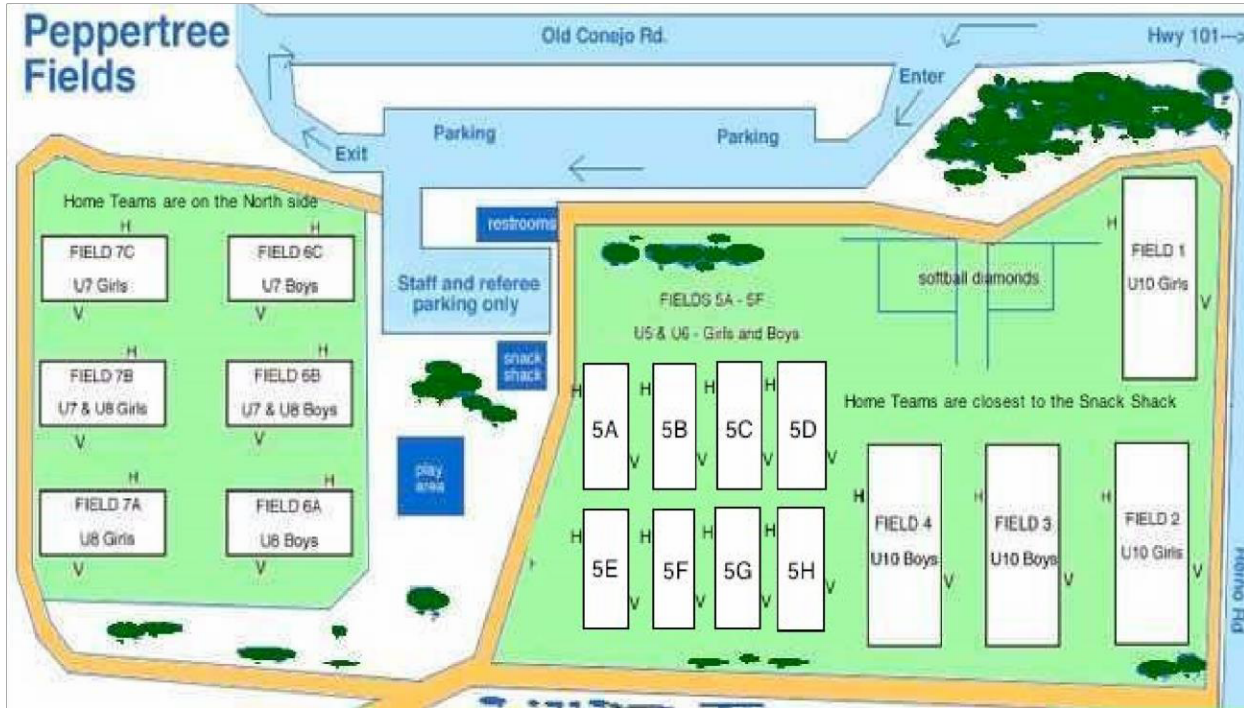 Peppertree
Fields
Old Conejo Rd.
Hwy 101-->
Enter
Parking
Parking
Exit
Home Teams are on the North side
restrooms
Staff and referee
parking only
snack
shack
play
area
H
FIELD 7C
U7 Girls
V
H
FIELD 6C
U7 Boys
V
H
FIELD 7B
U7 & U8 Girls
V
H
FIELD 6B
U7 & U8 Boys
V
H
FIELD 7A
U8 Girls
V
H
FIELD 6A
U8 Boys
V
FIELDS 5A - 5F
U5 & U6 - Girls and Boys
softball diamonds
H
FIELD 1
U10 Girls
V
Home Teams are closest to the Snack Shack
H
5A
V
H
5B
V
H
5C
V
H
5D
V
H
5E
V
H
5F
V
H
5G
V
H
5H
V
H
FIELD 4
U10 Boys
V
H
FIELD 3
U10 Boys
V
H
FIELD 2
U10 Girls
V
Rd